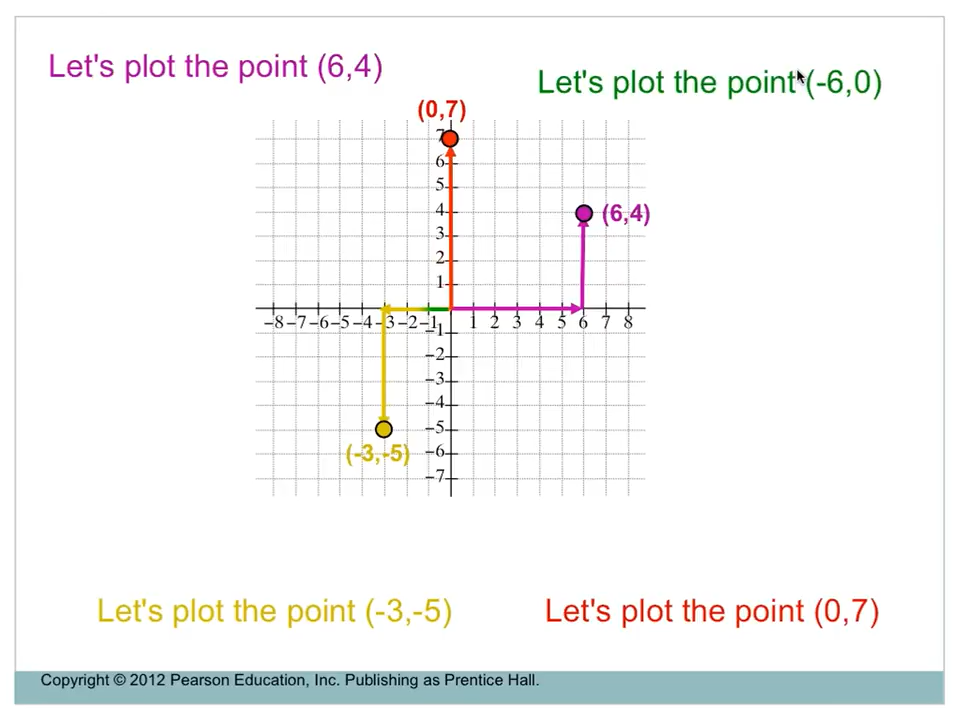 Let's plot the point (6,4)
Let's plot the point (-6,0)
(0,7)
7
6
5
4
(6,4)
3
2
1
−8 −7 −6 −5 −4 −3 −2 −1 1 2 3 4 5 6 7 8
−1
−2
−3
−4
−5
(-3,-5)
−6
−7
Let's plot the point (-3,-5)
Let's plot the point (0,7)
Copyright © 2012 Pearson Education, Inc. Publishing as Prentice Hall.